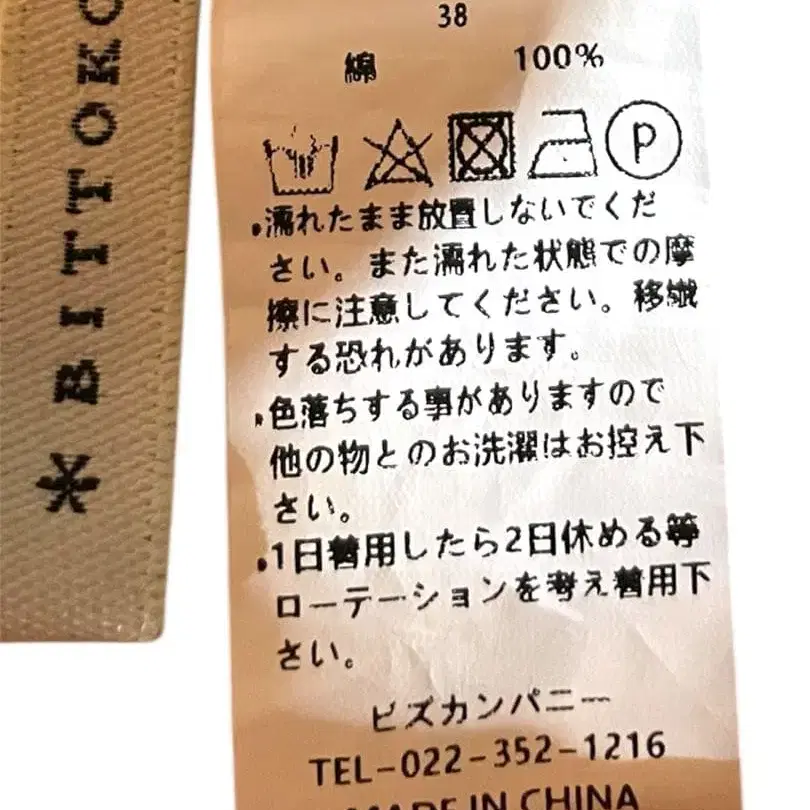 BITTOK
38
綿 100%
P
・濡れたまま放置しないでくだ
さい。また濡れた状態での摩
擦に注意してください。移繊
する恐れがあります。
・色落ちする事がありますので
他の物とのお洗濯はお控え下
さい。
・1日着用したら2日休める等
ローテーションを考え着用下
さい。
ビズカンパニー
TEL-022-352-1216
MADE IN CHINA